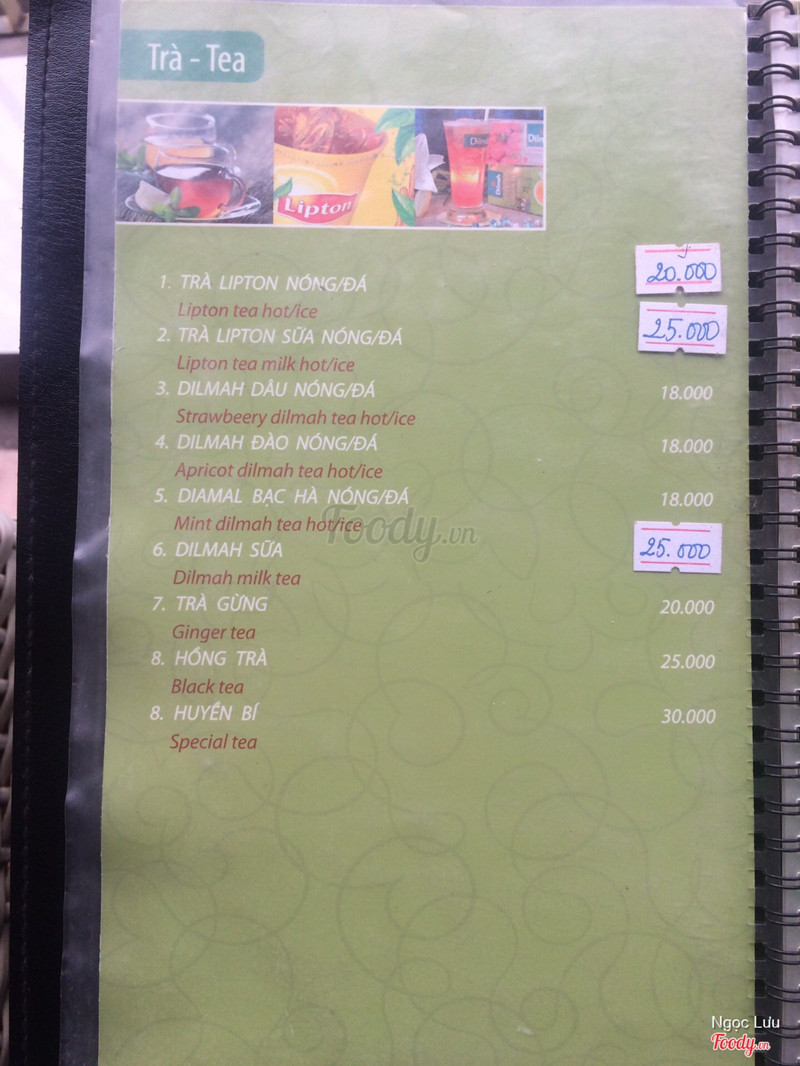 Trà - Tea
Lipton
Dilmah
1. TRÀ LIPTON NÓNG/ĐÁ 20.000
Lipton tea hot/ice
2. TRÀ LIPTON SỮA NÓNG/ĐÁ 25.000
Lipton tea milk hot/ice
3. DILMAH DÂU NÓNG/ĐÁ 18.000
Strawbeery dilmah tea hot/ice
4. DILMAH ĐÀO NÓNG/ĐÁ 18.000
Apricot dilmah tea hot/ice
5. DIAMAL BẠC HÀ NÓNG/ĐÁ 18.000
Mint dilmah tea hot/ice
Foody.vn
6. DILMAH SỮA 25.000
Dilmah milk tea
7. TRÀ GỪNG 20.000
Ginger tea
8. HỒNG TRÀ 25.000
Black tea
8. HUYỀN BÍ 30.000
Special tea
Ngọc Lưu
Foody.vn